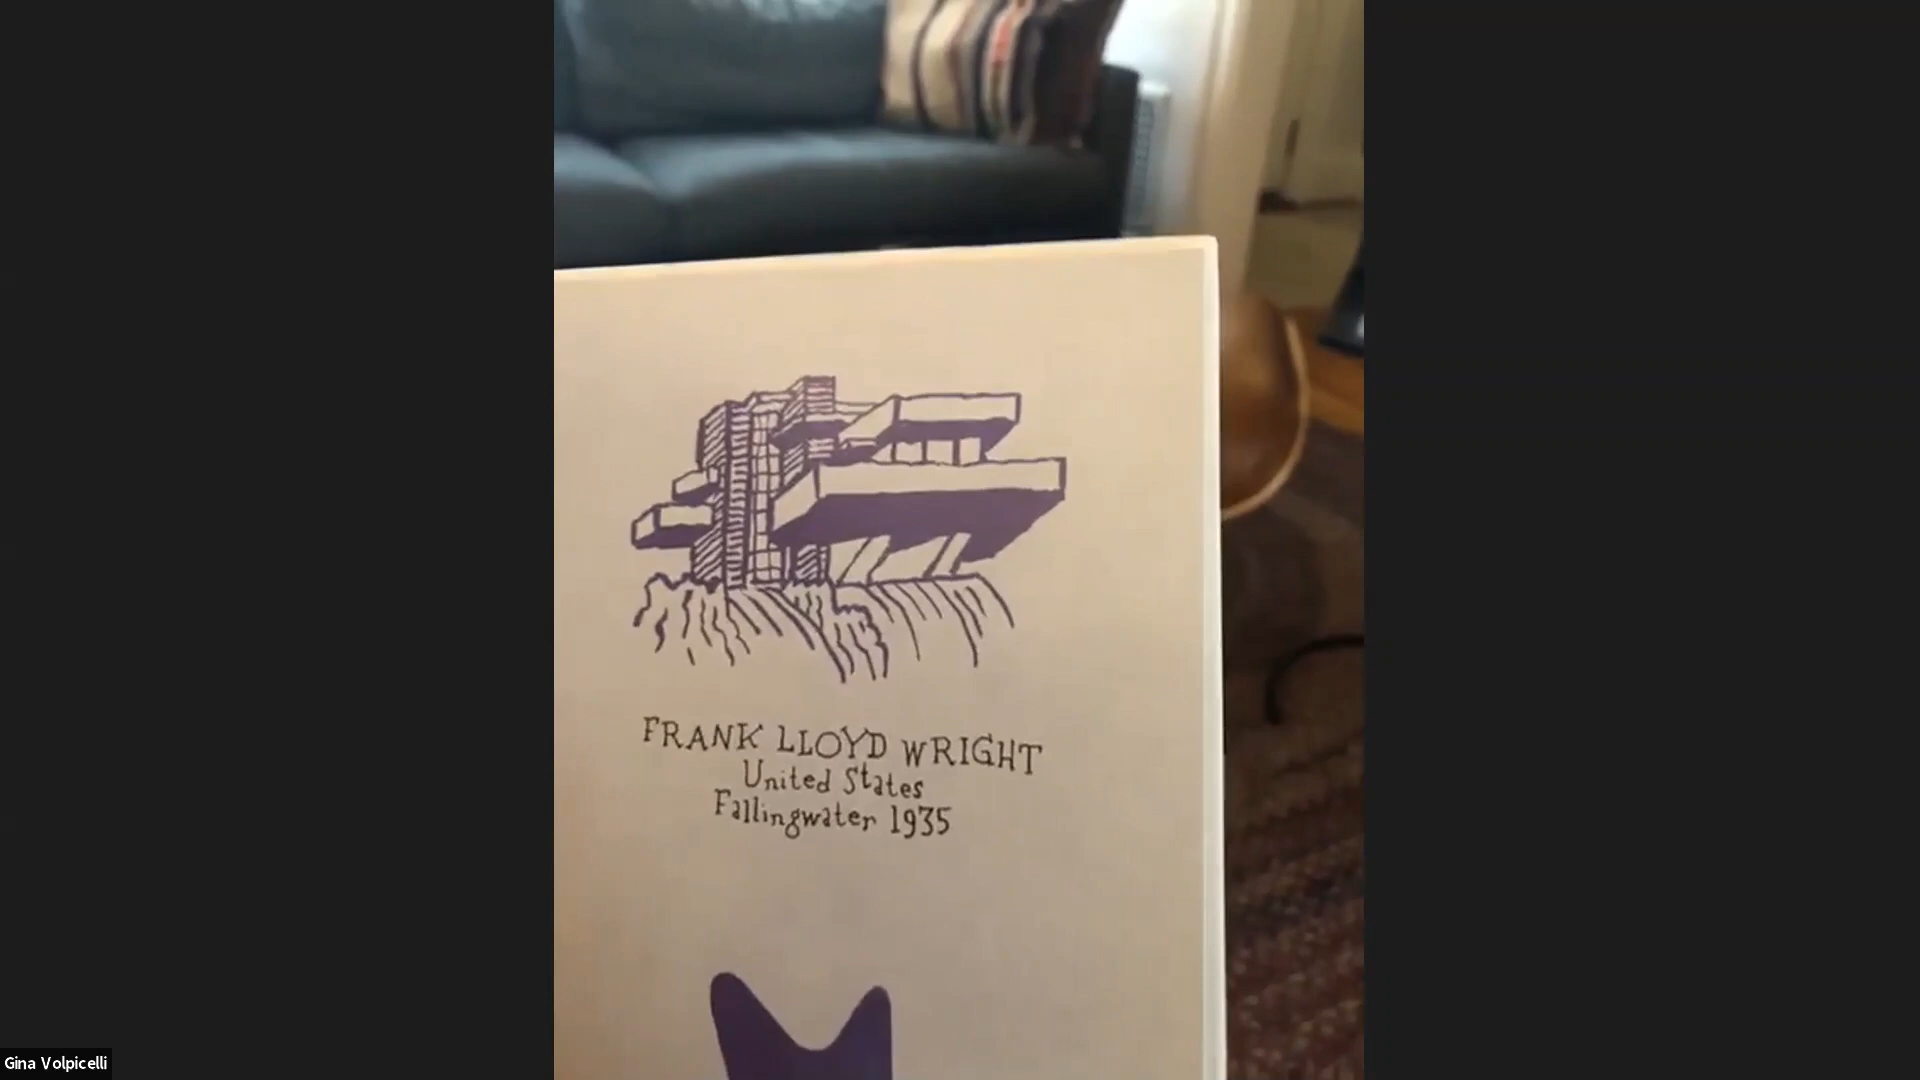 FRANK LLOYD WRIGHT
United States
Fallingwater 1935
Gina Volpicelli